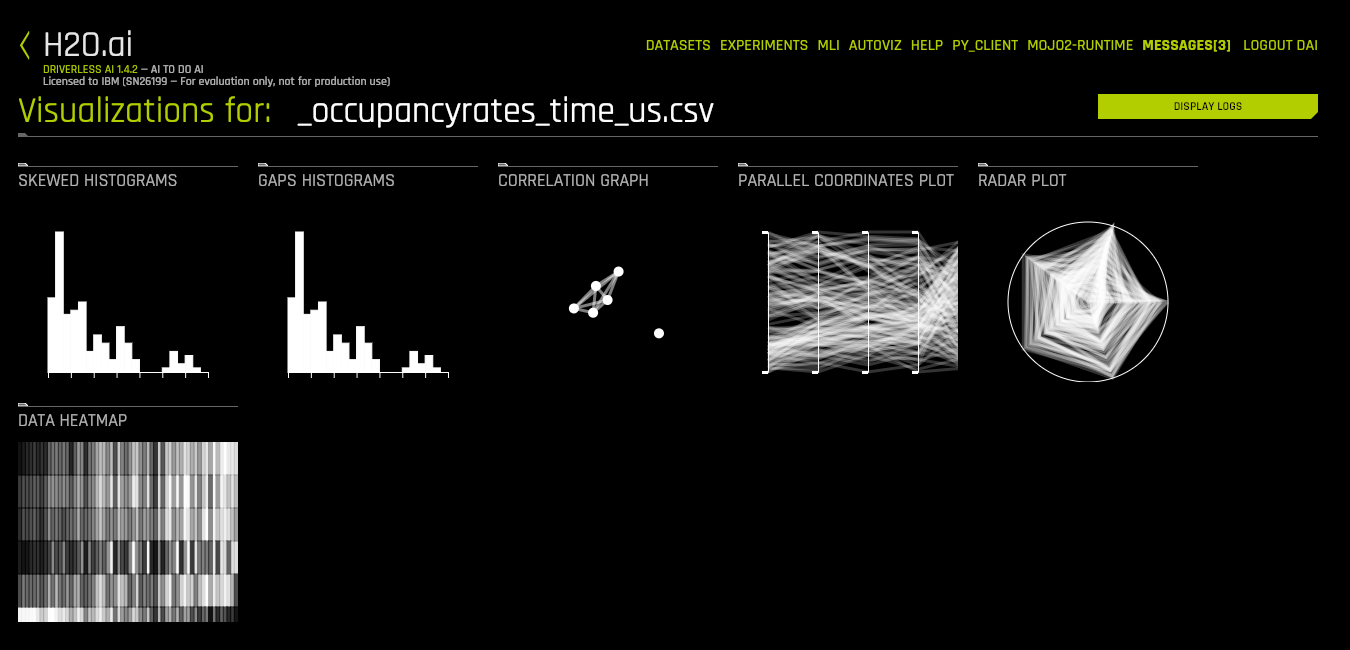 H2O.ai
DRIVERLESS AI 1.4.2 — AI TO DO AI
Licensed to IBM (SN26199 — For evaluation only, not for production use)
DATASETS EXPERIMENTS MLI AUTOVIZ HELP PY_CLIENT MOJO2-RUNTIME MESSAGES[3] LOGOUT DAI
Visualizations for: _occupancyrates_time_us.csv
DISPLAY LOGS
SKEWED HISTOGRAMS
GAPS HISTOGRAMS
CORRELATION GRAPH
PARALLEL COORDINATES PLOT
RADAR PLOT
DATA HEATMAP